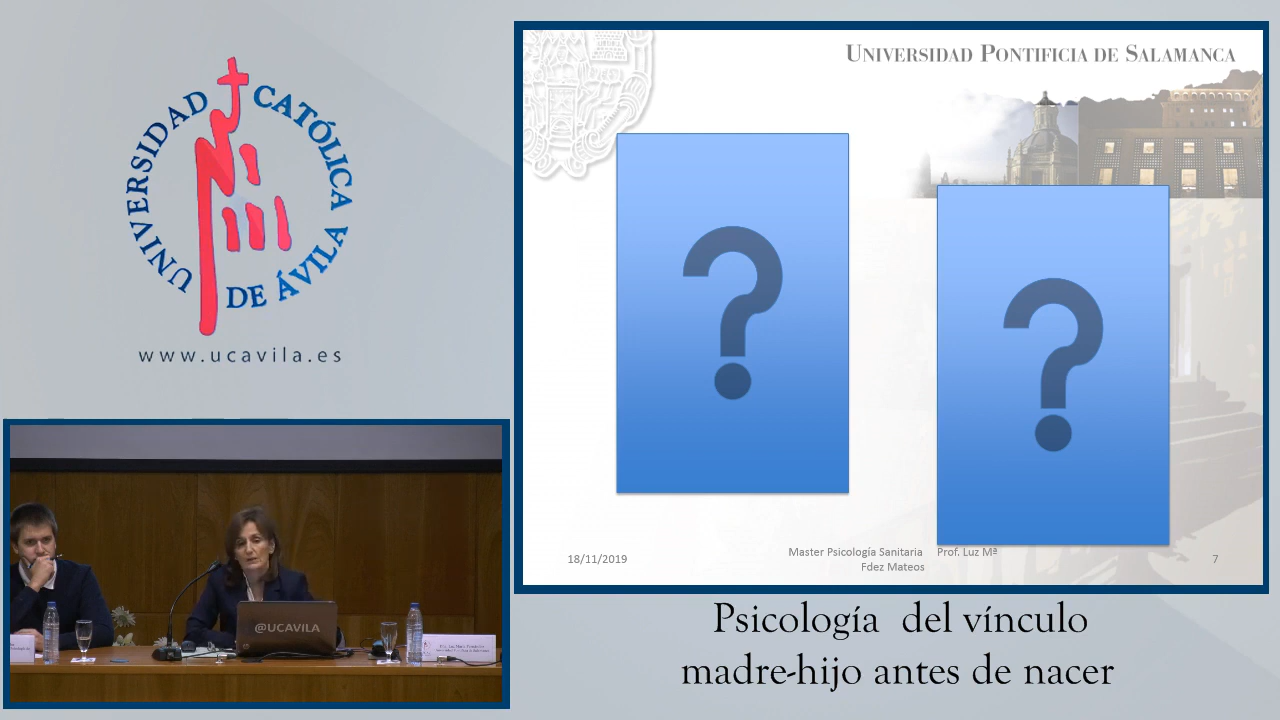 UNIVERSIDAD CATÓLICA DE ÁVILA
www.ucavila.es
UNIVERSIDAD PONTIFICIA DE SALAMANCA
?
?
18/11/2019
Master Psicología Sanitaria Prof. Luz Mª
Fdez Mateos
7
@UCAVILA
Psicología del vínculo
madre-hijo antes de nacer